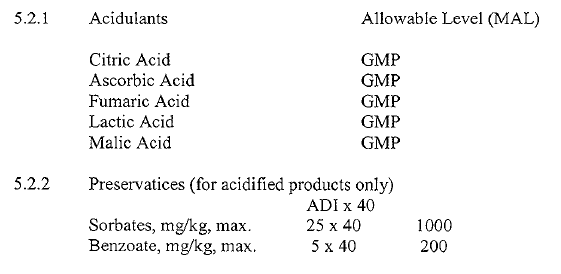 5.2.1 Acidulants Allowable Level (MAL)
Citric Acid GMP
Ascorbic Acid GMP
Fumaric Acid GMP
Lactic Acid GMP
Malic Acid GMP
5.2.2 Preservatices (for acidified products only)
ADI x 40
Sorbates, mg/kg, max. 25 x 40 1000
Benzoate, mg/kg, max. 5 x 40 200